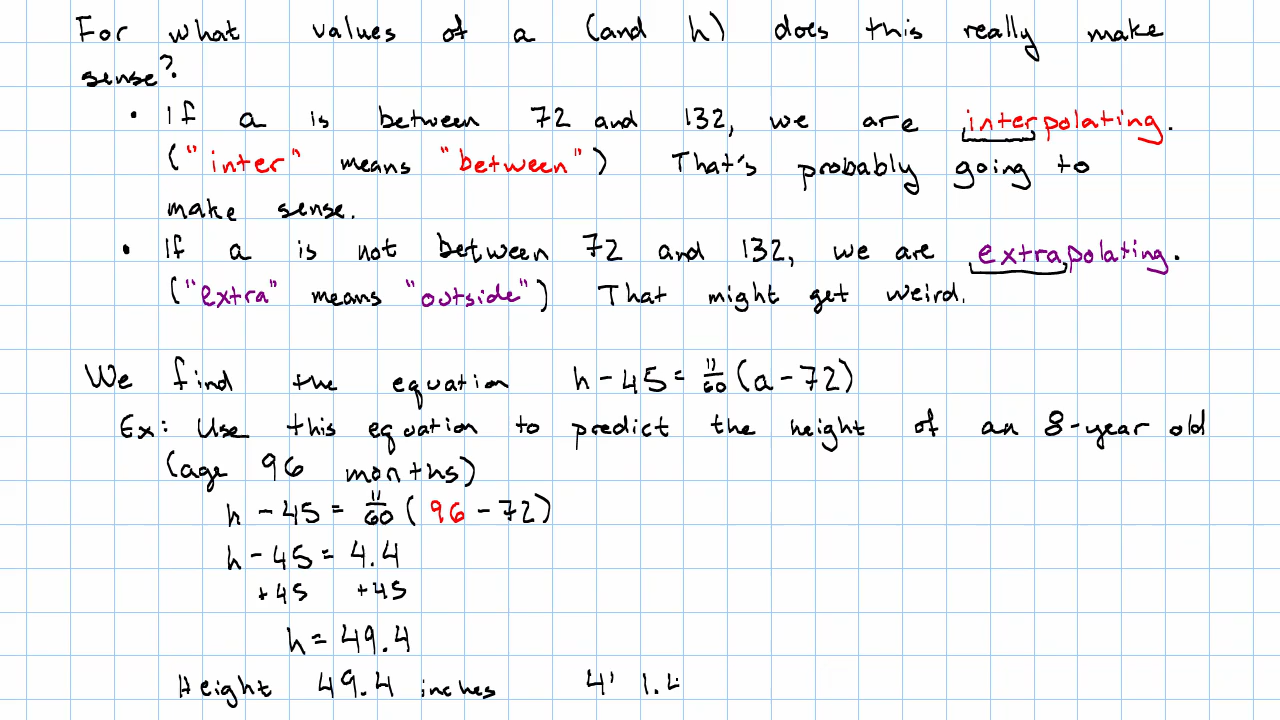 For what values of a (and h) does this really make
sense?
• If a is between 72 and 132, we are interpolating.
("inter" means "between") That's probably going to
make sense.
• If a is not between 72 and 132, we are extrapolating.
("extra" means "outside") That might get weird.
We find the equation h - 45 = 11/60 (a - 72)
Ex: Use this equation to predict the height of an 8-year old
(age 96 months)
h - 45 = 11/60 (96 - 72)
h - 45 = 4.4
+45 +45
h = 49.4
Height 49.4 inches 4' 1.4